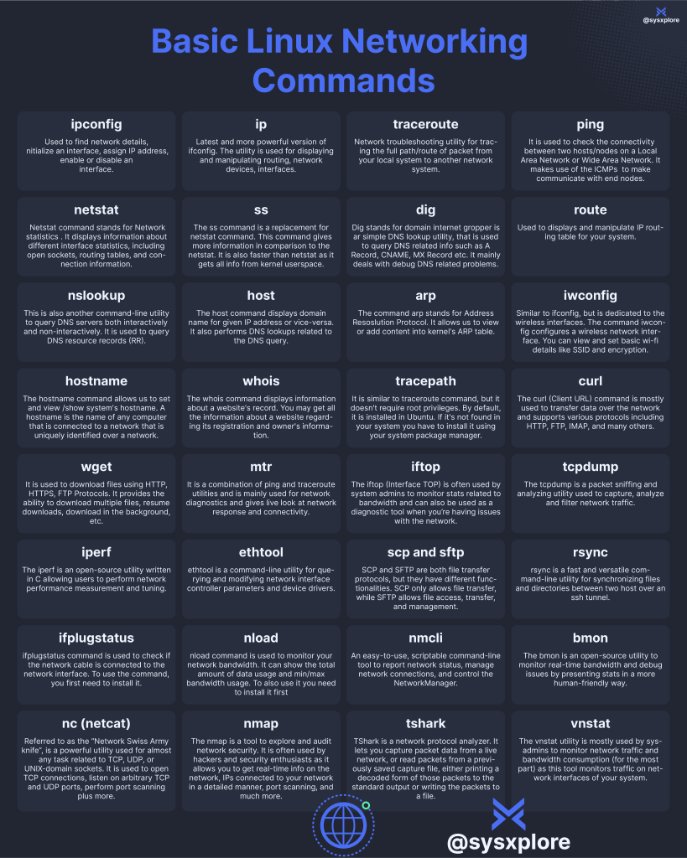 @sysxplore
Basic Linux Networking
Commands
ipconfig
Used to find network details,
nitialize an interface, assign IP address,
enable or disable an
interface.
ip
Latest and more powerful version of
ifconfig. The utility is used for displaying
and manipulating routing, network
devices, interfaces.
traceroute
Network troubleshooting utility for trac-
ing the full path/route of packet from
your local system to another network
system.
ping
It is used to check the connectivity
between two hosts/nodes on a Local
Area Network or Wide Area Network. It
makes use of the ICMPs to make
communicate with end nodes.
netstat
Netstat command stands for Network
statistics . It displays information about
different interface statistics, including
open sockets, routing tables, and con-
nection information.
ss
The ss command is a replacement for
netstat command. This command gives
more information in comparison to the
netstat. It is also faster than netstat as it
gets all info from kernel userspace.
dig
Dig stands for domain internet gropper is
ar simple DNS lookup utility, that is used
to query DNS related info such as A
Record, CNAME, MX Record etc. It mainly
deals with debug DNS related problems.
route
Used to displays and manipulate IP rout-
ing table for your system.
nslookup
This is also another command-line utility
to query DNS servers both interactively
and non-interactively. It is used to query
DNS resource records (RR).
host
The host command displays domain
name for given IP address or vice-versa.
It also performs DNS lookups related to
the DNS query.
arp
The command arp stands for Address
Resoslution Protocol. It allows us to view
or add content into kernel's ARP table.
iwconfig
Similar to ifconfig, but is dedicated to the
wireless interfaces. The command iwcon-
fig configures a wireless network inter-
face. You can view and set basic wi-fi
details like SSID and encryption.
hostname
The hostname command allows us to set
and view /show system's hostname. A
hostname is the name of any computer
that is connected to a network that is
uniquely identified over a network.
whois
The whois command displays information
about a website's record. You may get all
the information about a website regard-
ing its registration and owner's informa-
tion.
tracepath
It is similar to traceroute command, but it
doesn't require root privileges. By default,
it is installed in Ubuntu. If it's not found in
your system you have to install it using
your system package manager.
curl
The curl (Client URL) command is mostly
used to transfer data over the network
and supports various protocols including
HTTP, FTP, IMAP, and many others.
wget
It is used to download files using HTTP,
HTTPS, FTP Protocols. It provides the
ability to download multiple files, resume
downloads, download in the background,
etc.
mtr
It is a combination of ping and traceroute
utilities and is mainly used for network
diagnostics and gives live look at network
response and connectivity.
iftop
The iftop (Interface TOP) is often used by
system admins to monitor stats related to
bandwidth and can also be used as a
diagnostic tool when you're having issues
with the network.
tcpdump
The tcpdump is a packet sniffing and
analyzing utility used to capture, analyze
and filter network traffic.
iperf
The iperf is an open-source utility written
in C allowing users to perform network
performance measurement and tuning.
ethtool
ethtool is a command-line utility for que-
rying and modifying network interface
controller parameters and device drivers.
scp and sftp
SCP and SFTP are both file transfer
protocols, but they have different func-
tionalities. SCP only allows file transfer,
while SFTP allows file access, transfer,
and management.
rsync
rsync is a fast and versatile com-
mand-line utility for synchronizing files
and directories between two host over an
ssh tunnel.
ifplugstatus
ifplugstatus command is used to check if
the network cable is connected to the
network interface. To use the command,
you first need to install it.
nload
nload command is used to monitor your
network bandwidth. It can show the total
amount of data usage and min/max
bandwidth usage. To also use it you need
to install it first
nmcli
An easy-to-use, scriptable command-line
tool to report network status, manage
network connections, and control the
NetworkManager.
bmon
The bmon is an open-source utility to
monitor real-time bandwidth and debug
issues by presenting stats in a more
human-friendly way.
nc (netcat)
Referred to as the "Network Swiss Army
knife", is a powerful utility used for almost
any task related to TCP, UDP, or
UNIX-domain sockets. It is used to open
TCP connections, listen on arbitrary TCP
and UDP ports, perform port scanning
plus more.
nmap
The nmap is a tool to explore and audit
network security. It is often used by
hackers and security enthusiasts as it
allows you to get real-time info on the
network, IPs connected to your network
in a detailed manner, port scanning, and
much more.
tshark
TShark is a network protocol analyzer. It
lets you capture packet data from a live
network, or read packets from a previ-
ously saved capture file, either printing a
decoded form of those packets to the
standard output or writing the packets to
a file.
vnstat
The vnstat utility is mostly used by sys-
admins to monitor network traffic and
bandwidth consumption (for the most
part) as this tool monitors traffic on net-
work interfaces of your system.
@sysxplore